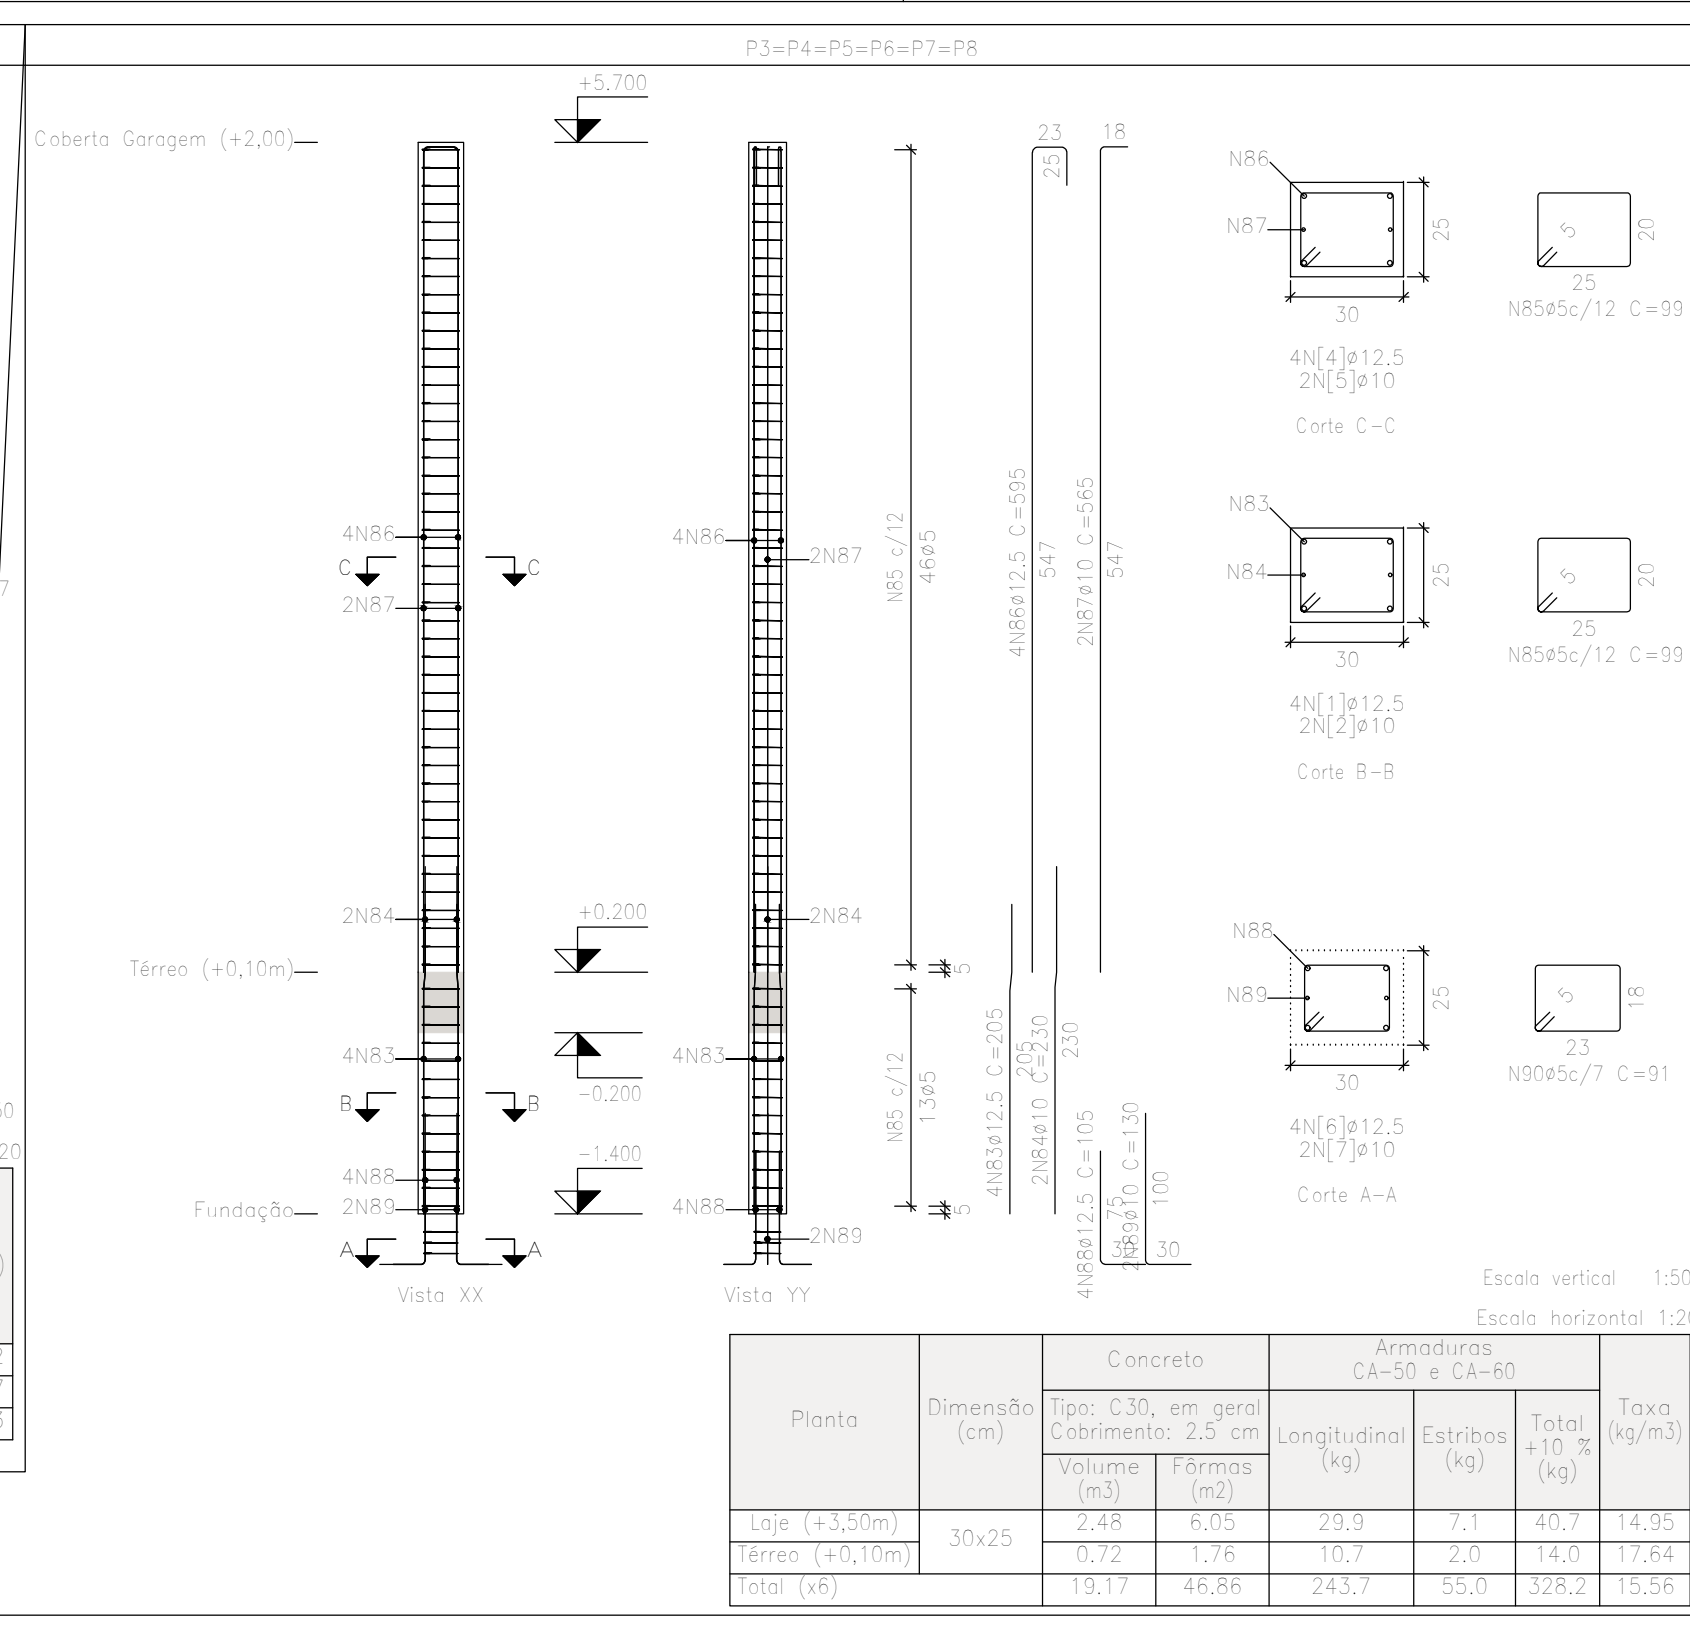 P3=P4=P5=P6=P7=P8
+5.700
Coberta Garagem (+2,00)
23
18
25
N86
N87
25
30
4N[4]ø12.5
2N[5]ø10
Corte C-C
5
20
25
N85ø5c/12 C=99
4N86
C
C
2N87
4N86
2N87
N85 c/12
46ø5
4N86ø12.5 C=595
547
2N87ø10 C=565
547
N83
N84
25
30
4N[1]ø12.5
2N[2]ø10
Corte B-B
5
20
25
N85ø5c/12 C=99
7
2N84
+0.200
2N84
Térreo (+0,10m)
5
4N83
-0.200
4N83
B
B
N85 c/12
13ø5
4N83ø12.5 C=205
205
2N84ø10 C=230
230
N88
N89
25
30
4N[6]ø12.5
2N[7]ø10
Corte A-A
5
18
23
N90ø5c/7 C=91
20
4N88
-1.400
4N88
Fundação
2N89
5
2N89
A
A
4N88ø12.5 C=105
75
30
2N89ø10 C=130
100
30
Vista XX
Vista YY
Escala vertical 1:50
Escala horizontal 1:20
Planta
Dimensão
(cm)
Concreto
Armaduras
CA-50 e CA-60
Taxa
(kg/m3)
Tipo: C30, em geral
Cobrimento: 2.5 cm
Longitudinal
(kg)
Estribos
(kg)
Total
+10 %
(kg)
Volume
(m3)
Fôrmas
(m2)
Laje (+3,50m) 30x25 2.48 6.05 29.9 7.1 40.7 14.95
Térreo (+0,10m) 0.72 1.76 10.7 2.0 14.0 17.64
Total (x6) 19.17 46.86 243.7 55.0 328.2 15.56